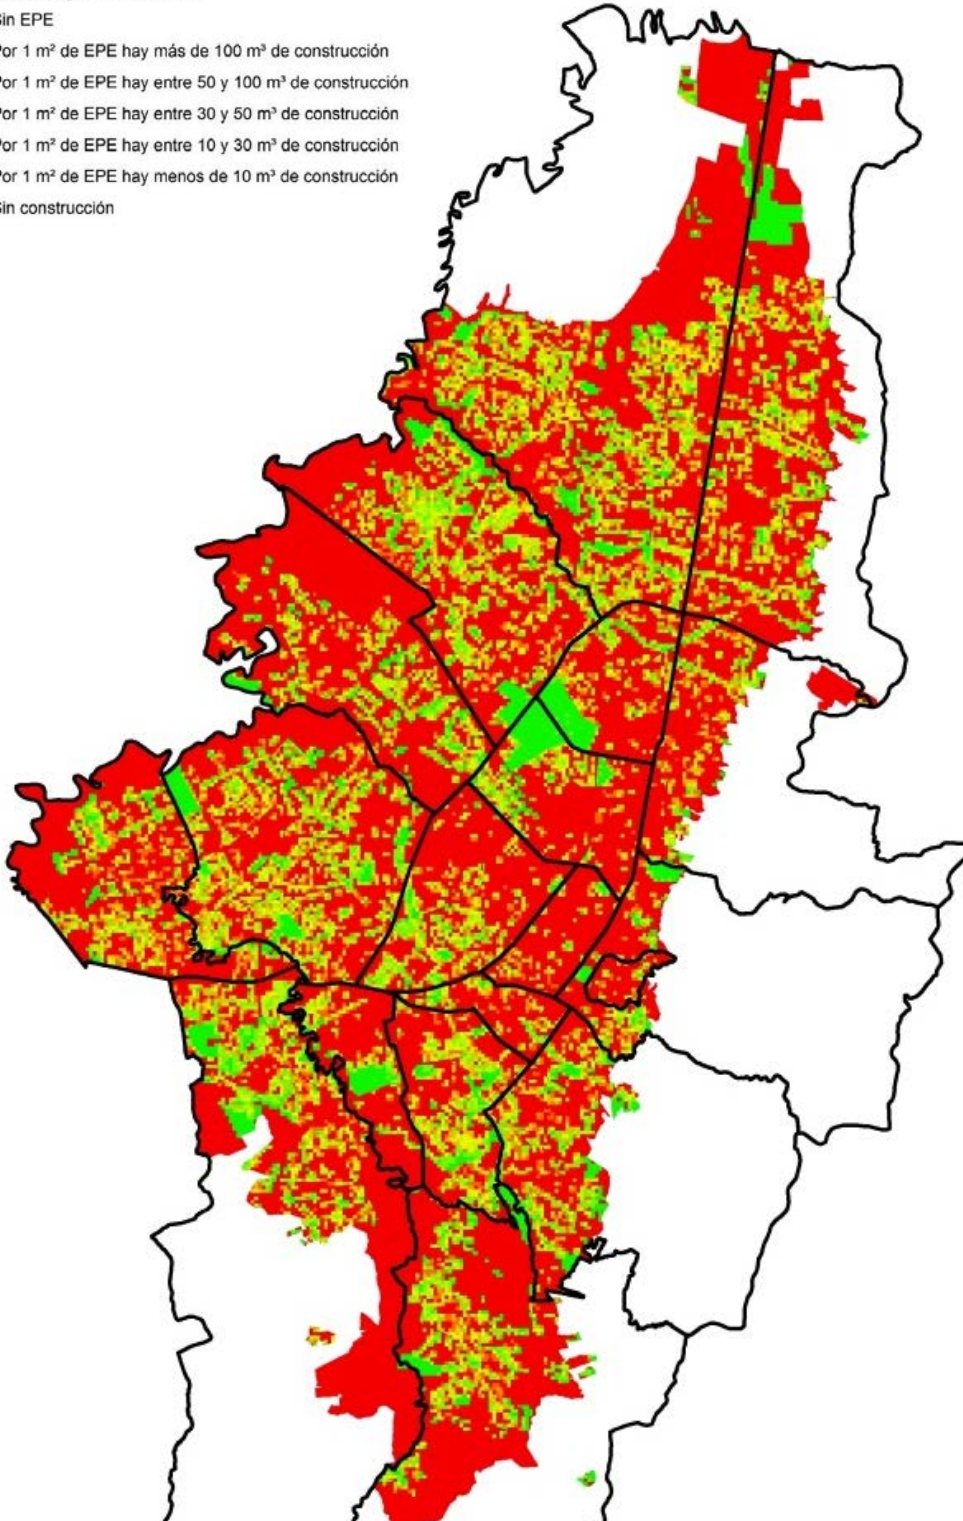 Sin EPE
Por 1 m² de EPE hay más de 100 m³ de construcción
Por 1 m² de EPE hay entre 50 y 100 m³ de construcción
Por 1 m² de EPE hay entre 30 y 50 m³ de construcción
Por 1 m² de EPE hay entre 10 y 30 m³ de construcción
Por 1 m² de EPE hay menos de 10 m³ de construcción
Sin construcción